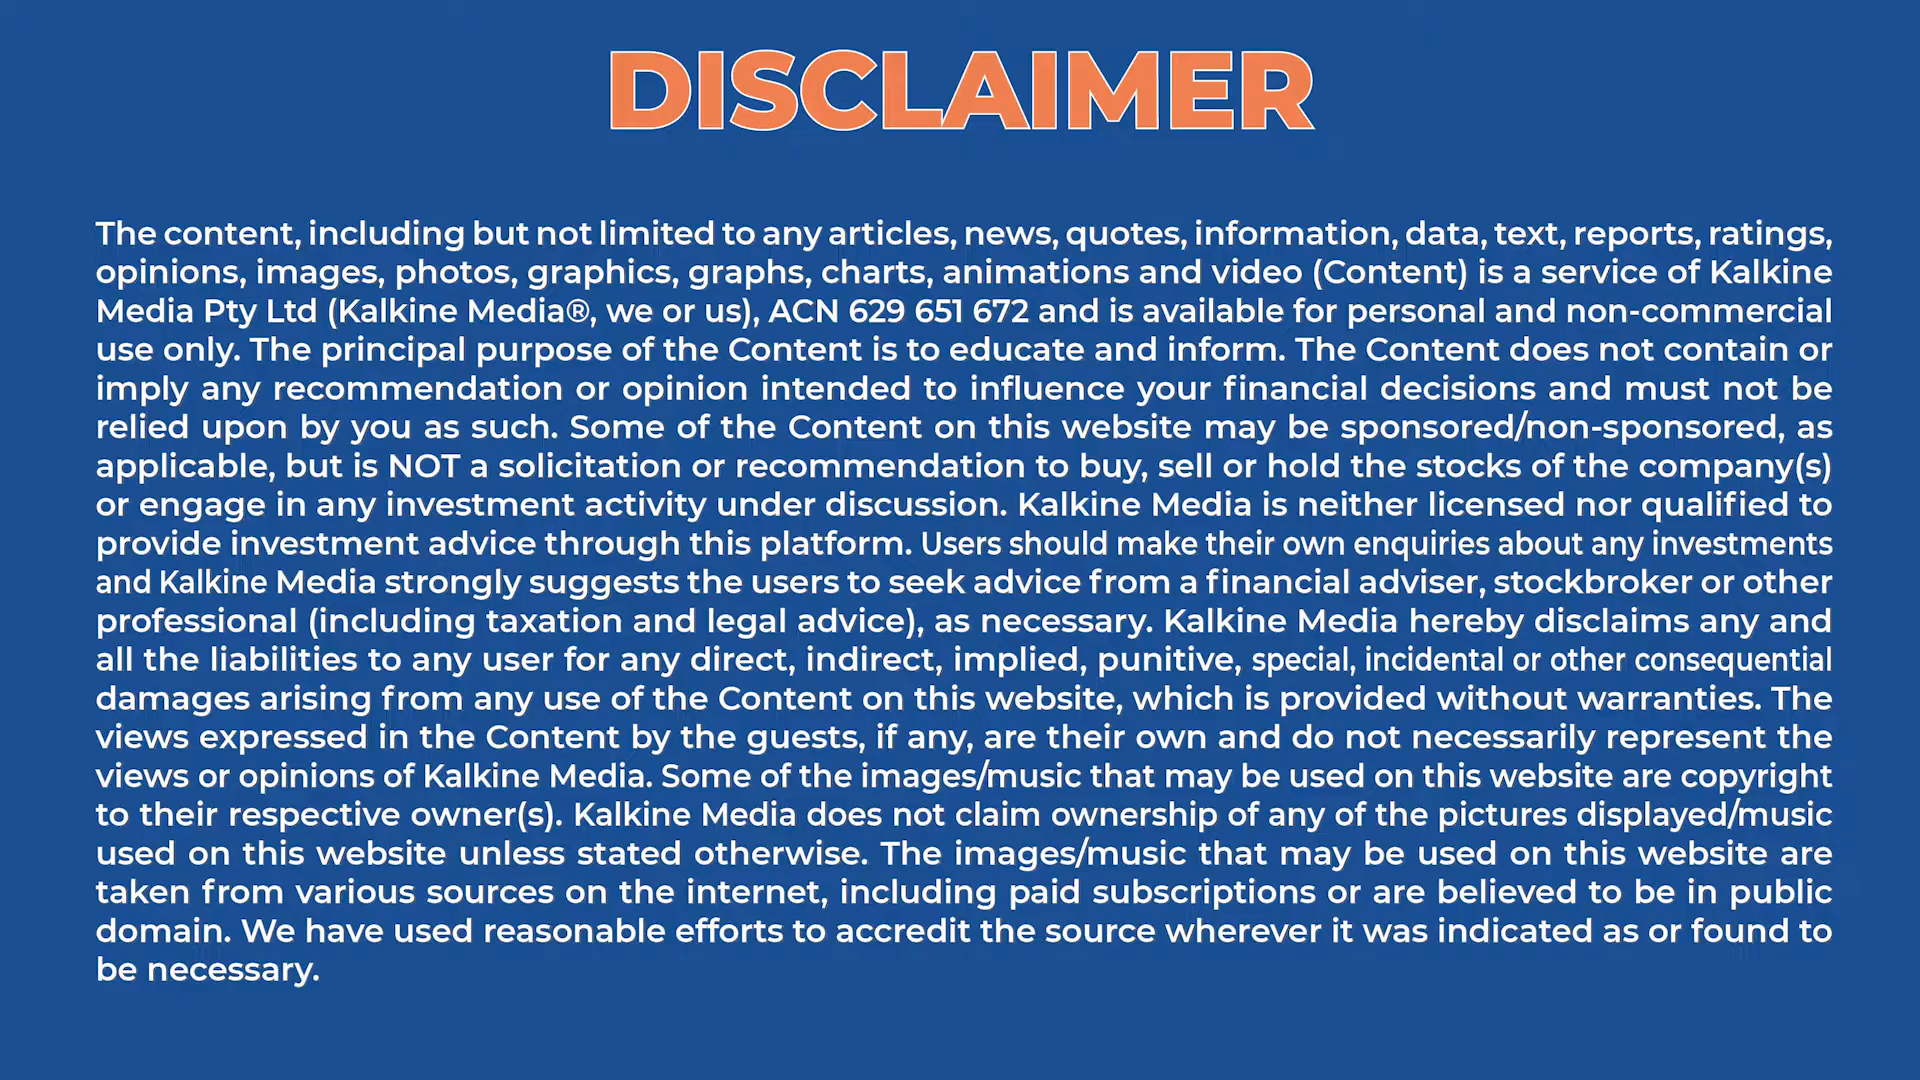 DISCLAIMER
The content, including but not limited to any articles, news, quotes, information, data, text, reports, ratings,
opinions, images, photos, graphics, graphs, charts, animations and video (Content) is a service of Kalkine
Media Pty Ltd (Kalkine Media®, we or us), ACN 629 651 672 and is available for personal and non-commercial
use only. The principal purpose of the Content is to educate and inform. The Content does not contain or
imply any recommendation or opinion intended to influence your financial decisions and must not be
relied upon by you as such. Some of the Content on this website may be sponsored/non-sponsored, as
applicable, but is NOT a solicitation or recommendation to buy, sell or hold the stocks of the company(s)
or engage in any investment activity under discussion. Kalkine Media is neither licensed nor qualified to
provide investment advice through this platform. Users should make their own enquiries about any investments
and Kalkine Media strongly suggests the users to seek advice from a financial adviser, stockbroker or other
professional (including taxation and legal advice), as necessary. Kalkine Media hereby disclaims any and
all the liabilities to any user for any direct, indirect, implied, punitive, special, incidental or other consequential
damages arising from any use of the Content on this website, which is provided without warranties. The
views expressed in the Content by the guests, if any, are their own and do not necessarily represent the
views or opinions of Kalkine Media. Some of the images/music that may be used on this website are copyright
to their respective owner(s). Kalkine Media does not claim ownership of any of the pictures displayed/music
used on this website unless stated otherwise. The images/music that may be used on this website are
taken from various sources on the internet, including paid subscriptions or are believed to be in public
domain. We have used reasonable efforts to accredit the source wherever it was indicated as or found to
be necessary.